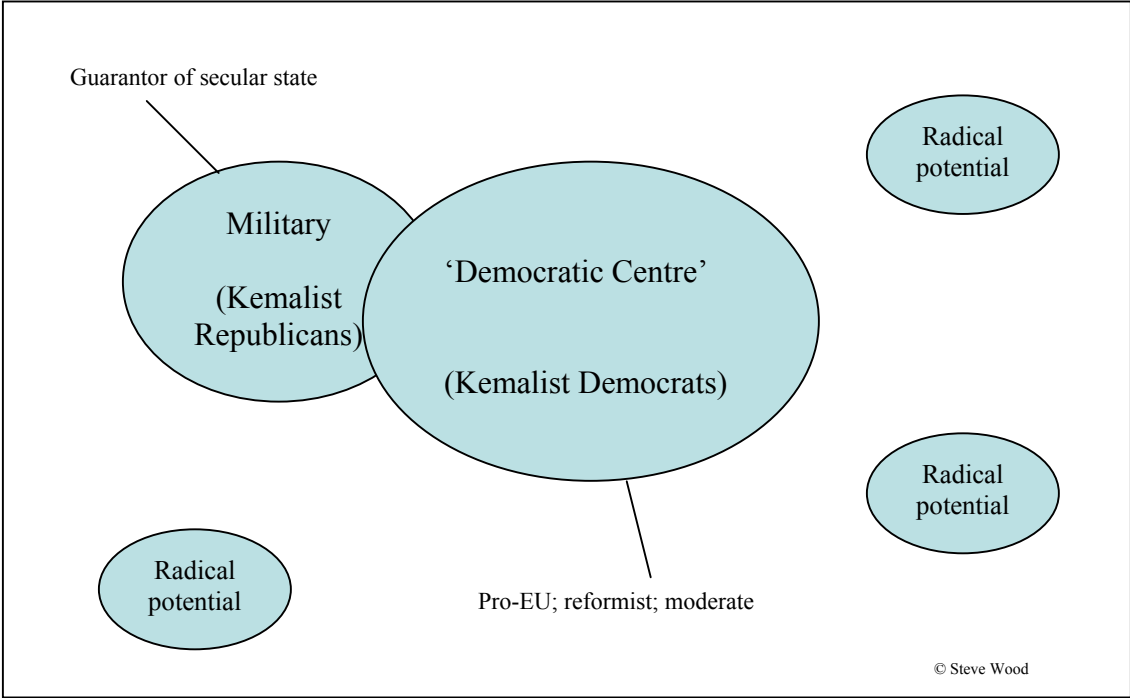 Guarantor of secular state
Radical
potential
Military
(Kemalist
Republicans)
‘Democratic Centre’
(Kemalist Democrats)
Radical
potential
Radical
potential
Pro-EU; reformist; moderate
© Steve Wood